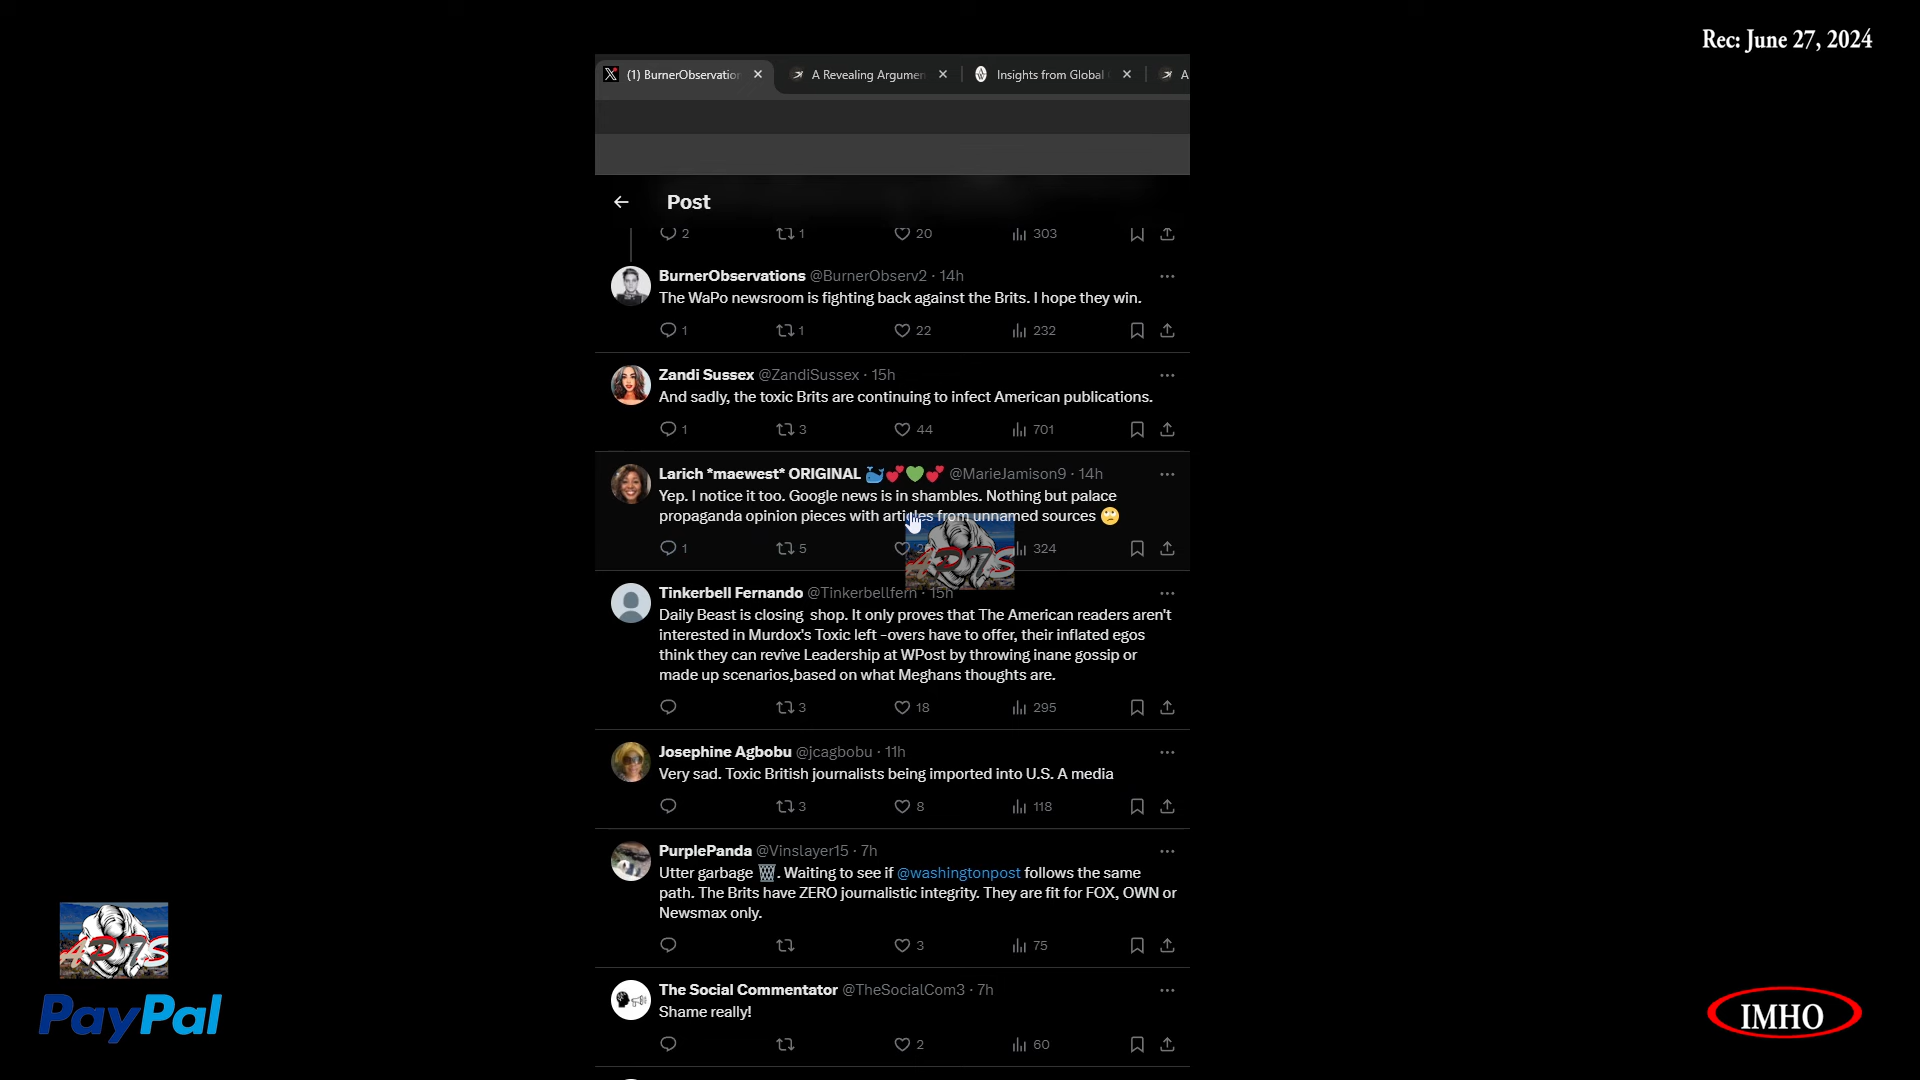 Rec: June 27, 2024
(1) BurnerObservation
A Revealing Argumen
Insights from Global
A
Post
2 1 20 303
BurnerObservations @BurnerObserv2 · 14h
The WaPo newsroom is fighting back against the Brits. I hope they win.
1 1 22 232
Zandi Sussex @ZandiSussex · 15h
And sadly, the toxic Brits are continuing to infect American publications.
1 3 44 701
Larich *maewest* ORIGINAL 🐳💕💚💕 @MarieJamison9 · 14h
Yep. I notice it too. Google news is in shambles. Nothing but palace
propaganda opinion pieces with articles from unnamed sources 🙄
1 5 324
Tinkerbell Fernando @Tinkerbellfern · 15h
Daily Beast is closing shop. It only proves that The American readers aren't
interested in Murdox's Toxic left -overs have to offer, their inflated egos
think they can revive Leadership at WPost by throwing inane gossip or
made up scenarios,based on what Meghans thoughts are.
3 18 295
Josephine Agbobu @jcagbobu · 11h
Very sad. Toxic British journalists being imported into U.S. A media
3 8 118
PurplePanda @Vinslayer15 · 7h
Utter garbage 🗑. Waiting to see if @washingtonpost follows the same
path. The Brits have ZERO journalistic integrity. They are fit for FOX, OWN or
Newsmax only.
3 75
The Social Commentator @TheSocialCom3 · 7h
Shame really!
2 60
PayPal
IMHO